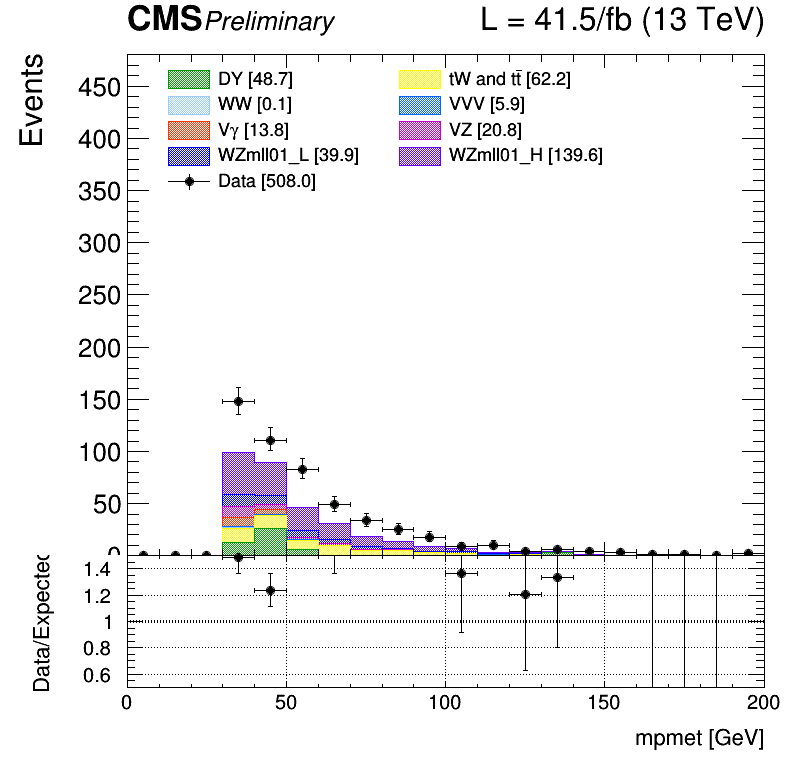 CMS Preliminary L = 41.5/fb (13 TeV)
Events
450
400
350
300
250
200
150
100
50
0
DY [48.7] tW and tt̄ [62.2]
WW [0.1] VVV [5.9]
Vγ [13.8] VZ [20.8]
WZmll01_L [39.9] WZmll01_H [139.6]
Data [508.0]
Data/Expected
1.4
1.2
1
0.8
0.6
0 50 100 150 200
mpmet [GeV]